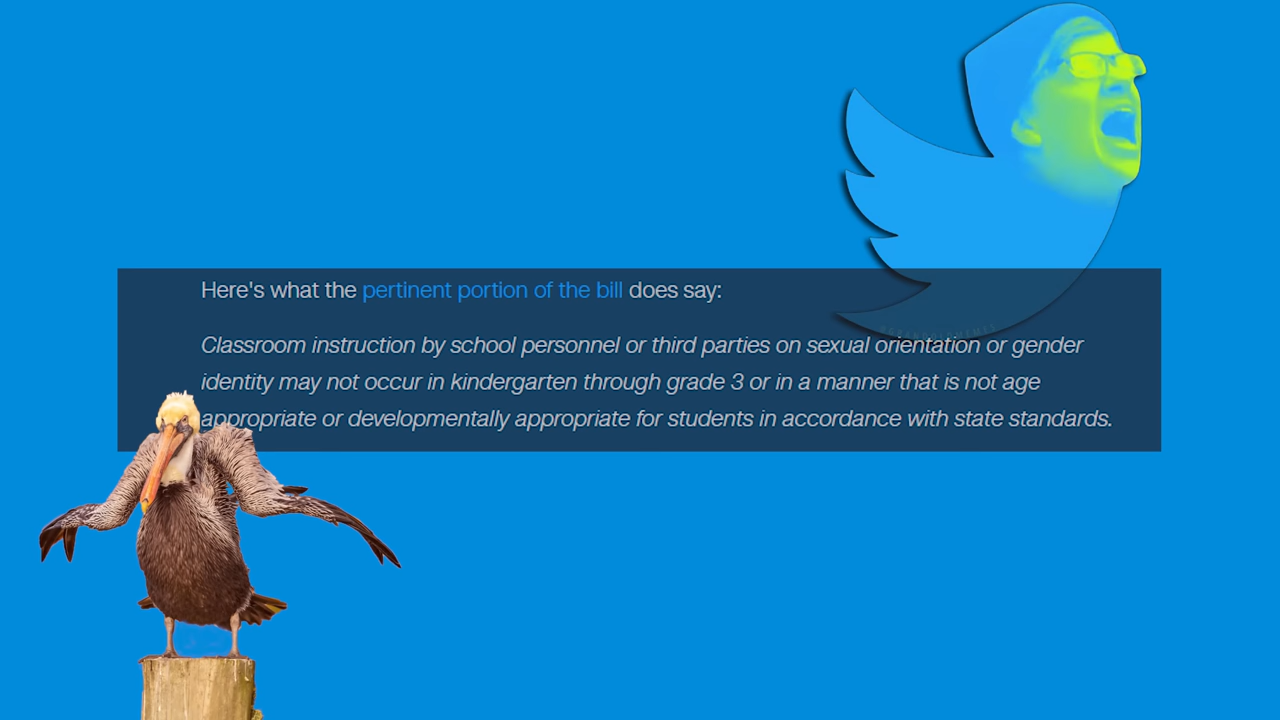 Here's what the pertinent portion of the bill does say:
Classroom instruction by school personnel or third parties on sexual orientation or gender
identity may not occur in kindergarten through grade 3 or in a manner that is not age
appropriate or developmentally appropriate for students in accordance with state standards.